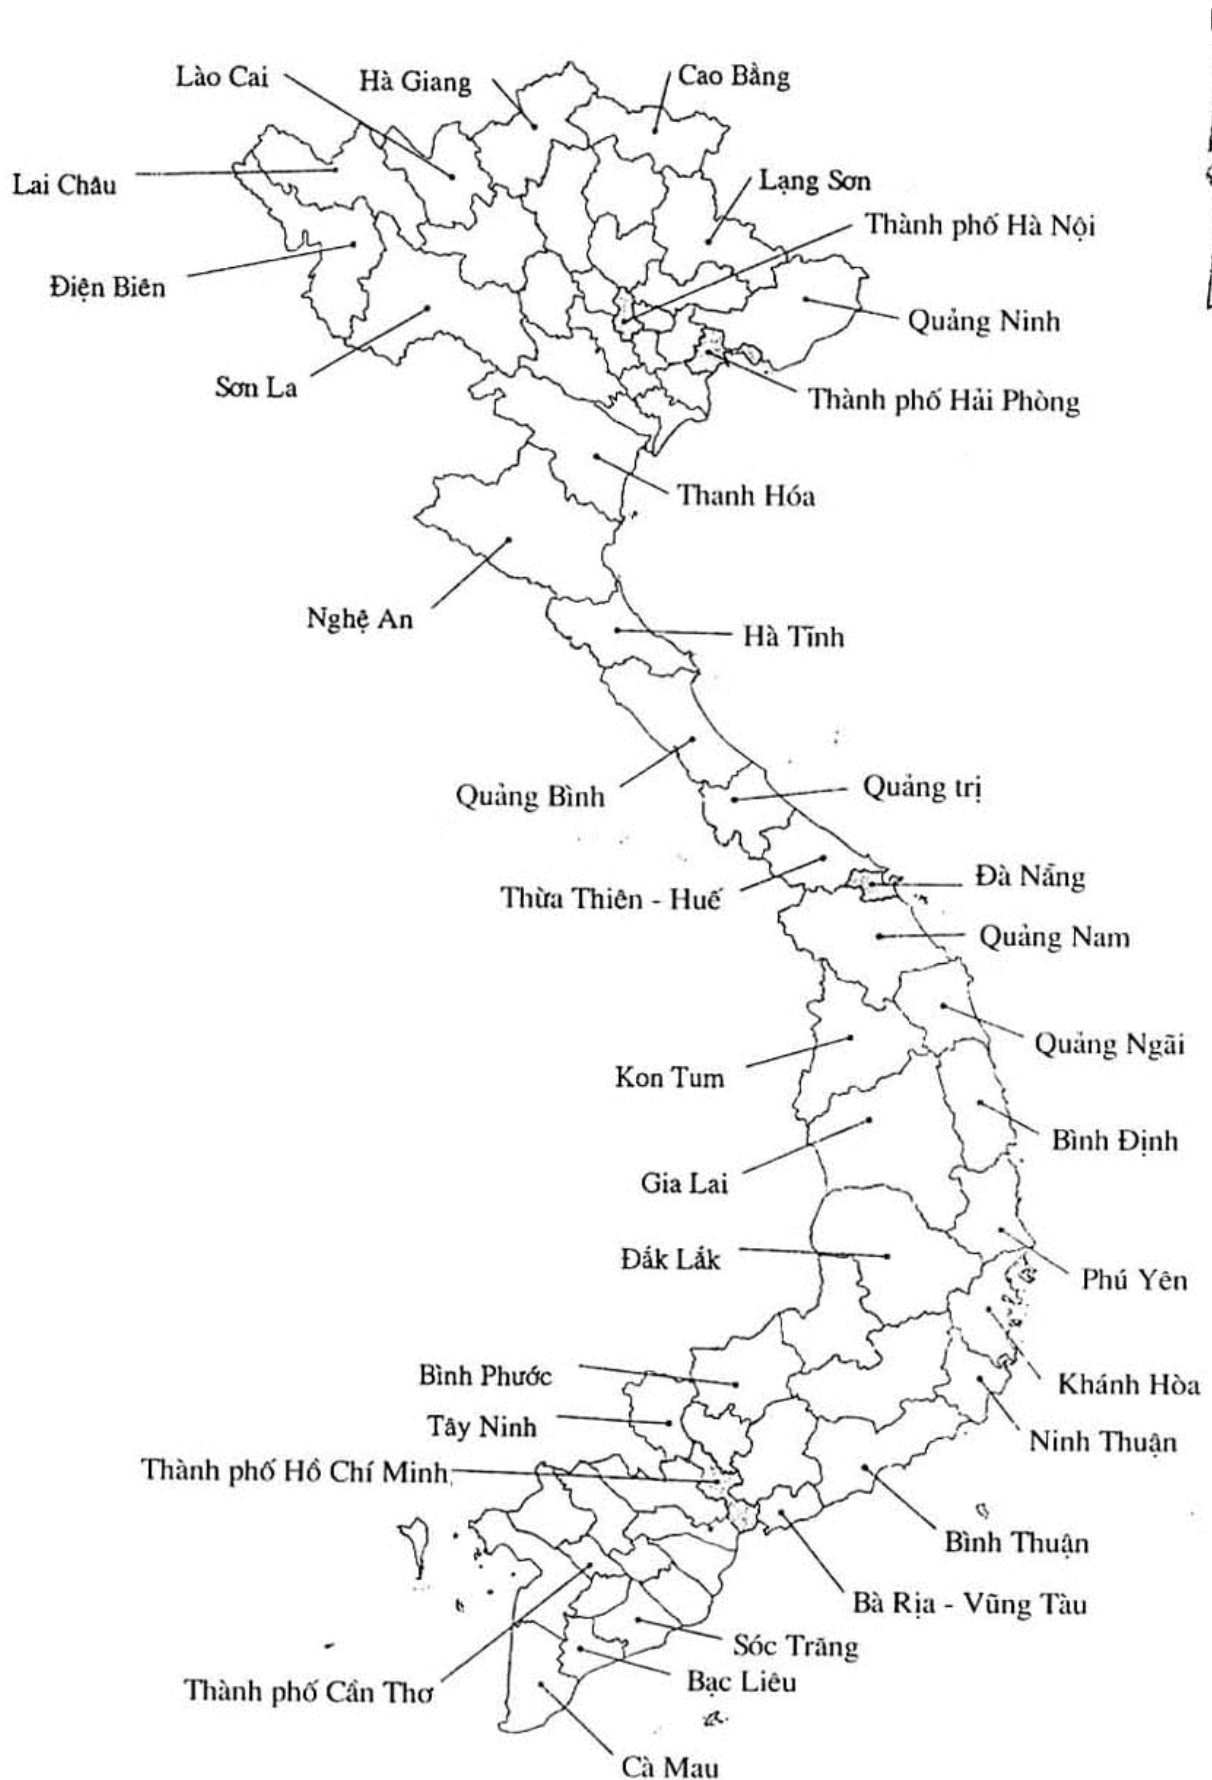 Lào Cai
Hà Giang
Cao Bằng
Lai Châu
Lạng Sơn
Thành phố Hà Nội
Điện Biên
Quảng Ninh
Sơn La
Thành phố Hải Phòng
Thanh Hóa
Nghệ An
Hà Tĩnh
Quảng Bình
Quảng trị
Thừa Thiên - Huế
Đà Nẵng
Quảng Nam
Quảng Ngãi
Kon Tum
Bình Định
Gia Lai
Đắk Lắk
Phú Yên
Bình Phước
Khánh Hòa
Tây Ninh
Ninh Thuận
Thành phố Hồ Chí Minh
Bình Thuận
Bà Rịa - Vũng Tàu
Sóc Trăng
Bạc Liêu
Thành phố Cần Thơ
Cà Mau